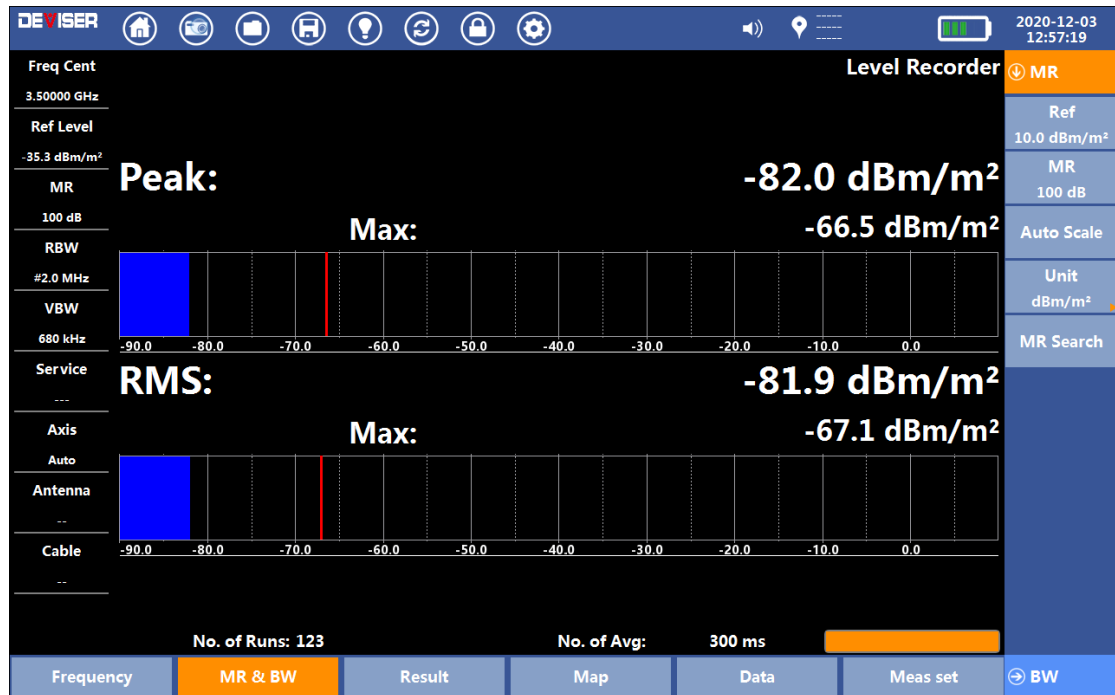 DEVISER
2020-12-03
12:57:19
Freq Cent
3.50000 GHz
Ref Level
-35.3 dBm/m²
MR
100 dB
RBW
#2.0 MHz
VBW
680 kHz
Service
---
Axis
Auto
Antenna
--
Cable
--
Level Recorder
Peak: -82.0 dBm/m²
Max: -66.5 dBm/m²
-90.0 -80.0 -70.0 -60.0 -50.0 -40.0 -30.0 -20.0 -10.0 0.0
RMS: -81.9 dBm/m²
Max: -67.1 dBm/m²
-90.0 -80.0 -70.0 -60.0 -50.0 -40.0 -30.0 -20.0 -10.0 0.0
No. of Runs: 123 No. of Avg: 300 ms
MR
Ref
10.0 dBm/m²
MR
100 dB
Auto Scale
Unit
dBm/m²
MR Search
Frequency MR & BW Result Map Data Meas set BW